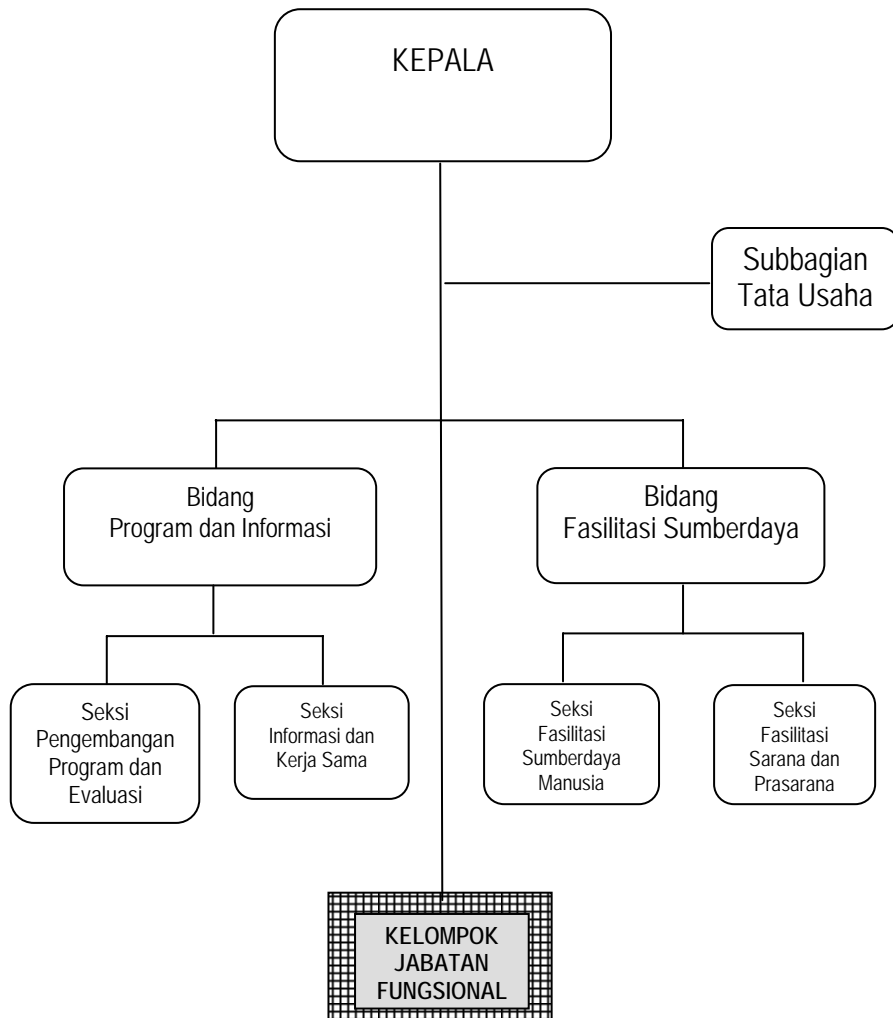 KEPALA
Subbagian
Tata Usaha
Bidang
Program dan Informasi
Bidang
Fasilitasi Sumberdaya
Seksi
Pengembangan
Program dan
Evaluasi
Seksi
Informasi dan
Kerja Sama
Seksi
Fasilitasi
Sumberdaya
Manusia
Seksi
Fasilitasi
Sarana dan
Prasarana
KELOMPOK
JABATAN
FUNGSIONAL